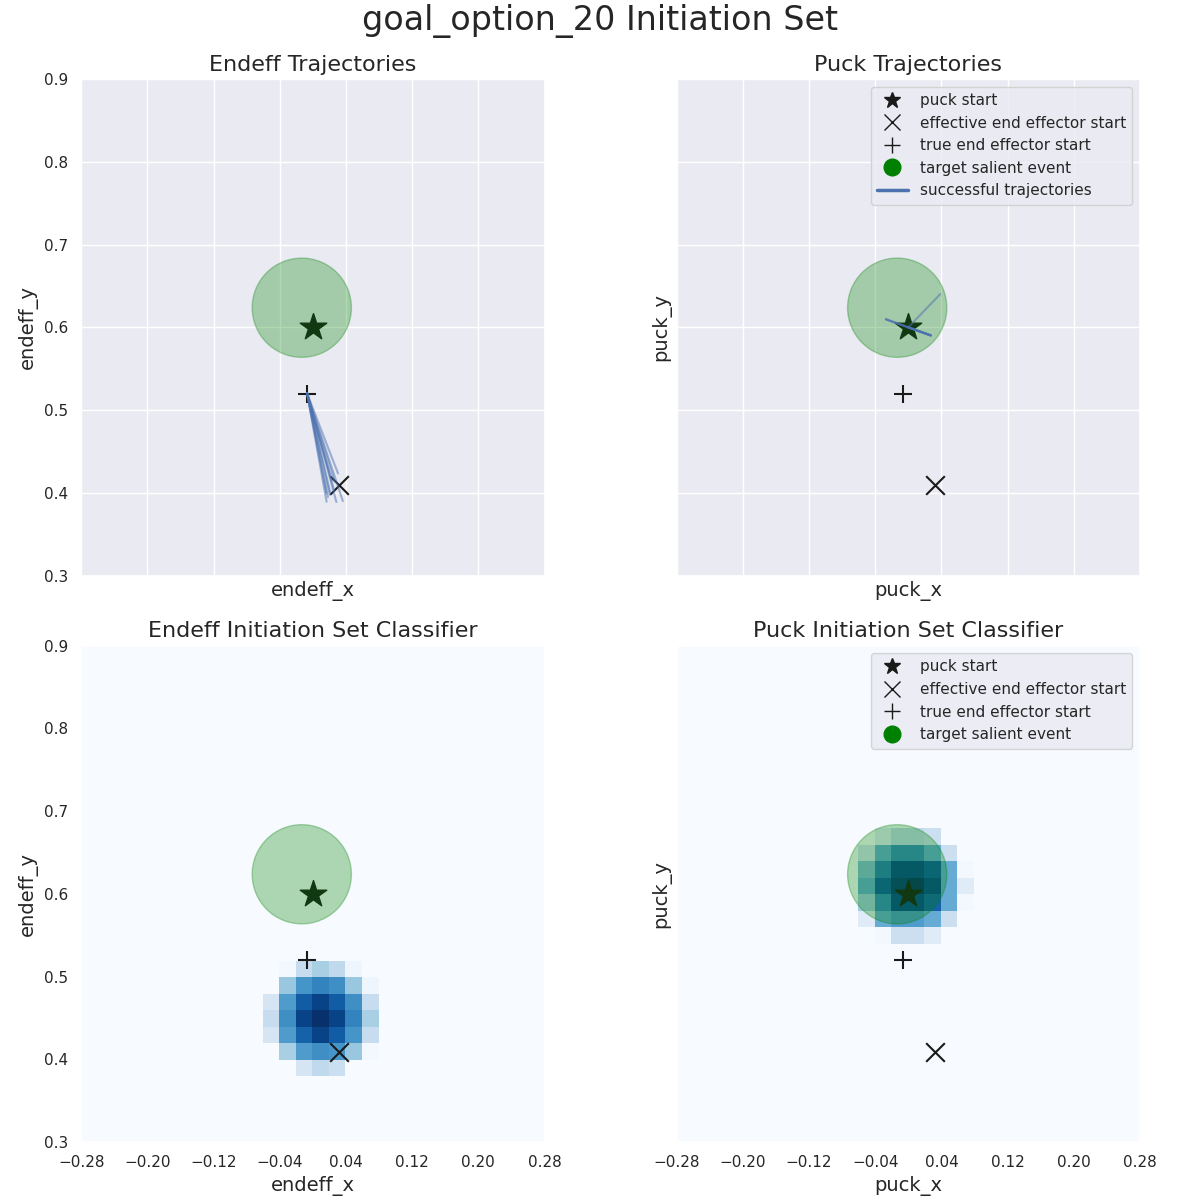 goal_option_20 Initiation Set
Endeff Trajectories
0.9
0.8
0.7
0.6
0.5
0.4
0.3
endeff_y
endeff_x
Puck Trajectories
puck start
effective end effector start
true end effector start
target salient event
successful trajectories
puck_y
puck_x
Endeff Initiation Set Classifier
0.9
0.8
0.7
0.6
0.5
0.4
0.3
endeff_y
−0.28 −0.20 −0.12 −0.04 0.04 0.12 0.20 0.28
endeff_x
Puck Initiation Set Classifier
puck start
effective end effector start
true end effector start
target salient event
puck_y
−0.28 −0.20 −0.12 −0.04 0.04 0.12 0.20 0.28
puck_x